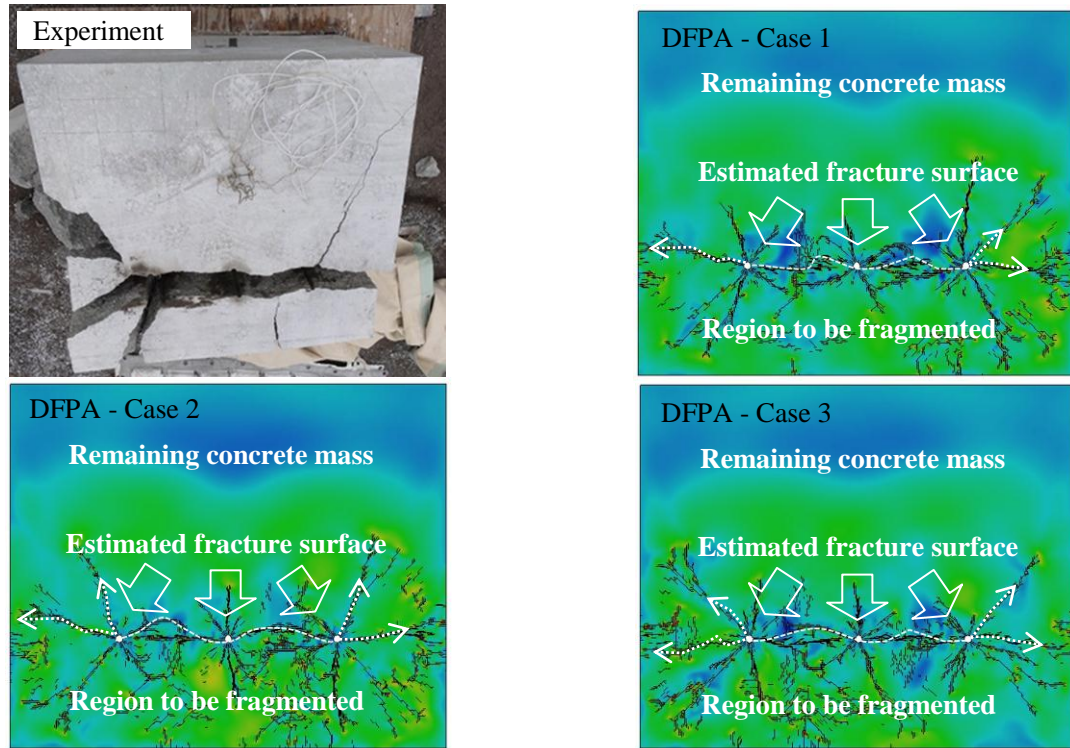 Experiment
DFPA - Case 1
Remaining concrete mass
Estimated fracture surface
Region to be fragmented
DFPA - Case 2
Remaining concrete mass
Estimated fracture surface
Region to be fragmented
DFPA - Case 3
Remaining concrete mass
Estimated fracture surface
Region to be fragmented